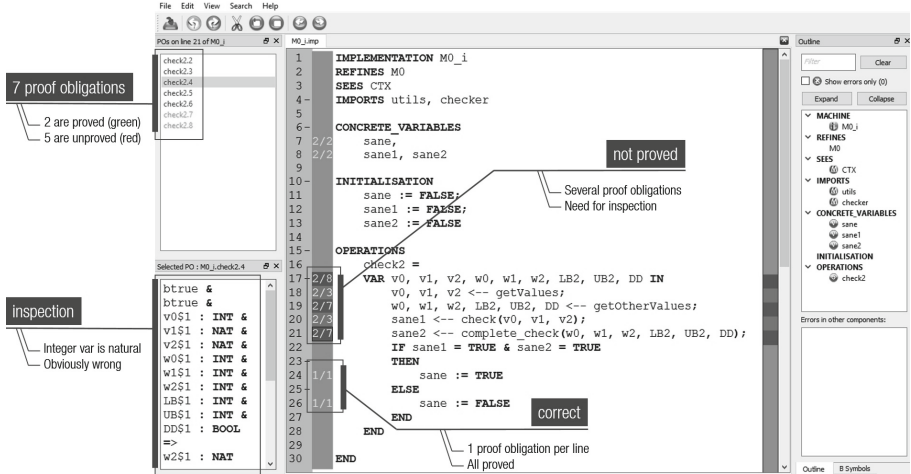 File Edit View Search Help
POs on line 21 of M0_i
check2.2
check2.3
check2.4
check2.5
check2.6
check2.7
check2.8
7 proof obligations
2 are proved (green)
5 are unproved (red)
Selected PO : M0_i.check2.4
btrue &
btrue &
v0$1 : INT &
v1$1 : NAT &
v2$1 : NAT &
w0$1 : INT &
w1$1 : INT &
w2$1 : INT &
LB$1 : INT &
UB$1 : INT &
DD$1 : BOOL
=>
w2$1 : NAT
inspection
Integer var is natural
Obviously wrong
M0_i.imp
1 IMPLEMENTATION M0_i
2 REFINES M0
3 SEES CTX
4- IMPORTS utils, checker
5
6- CONCRETE_VARIABLES
7 2/2 sane,
8 2/2 sane1, sane2
9
10- INITIALISATION
11 sane := FALSE;
12 sane1 := FALSE;
13 sane2 := FALSE
14
15- OPERATIONS
16 check2 =
17- 2/8 VAR v0, v1, v2, w0, w1, w2, LB2, UB2, DD IN
18 2/3 v0, v1, v2 <-- getValues;
19 2/7 w0, w1, w2, LB2, UB2, DD <-- getOtherValues;
20 2/3 sane1 <-- check(v0, v1, v2);
21 2/7 sane2 <-- complete_check(w0, w1, w2, LB2, UB2, DD);
22 IF sane1 = TRUE & sane2 = TRUE
23- THEN
24 1/1 sane := TRUE
25- ELSE
26 1/1 sane := FALSE
27 END
28 END
29
30 END
not proved
Several proof obligations
Need for inspection
correct
1 proof obligation per line
All proved
Outline
Filter
Clear
Show errors only (0)
Expand
Collapse
MACHINE
M0_i
REFINES
M0
SEES
CTX
IMPORTS
utils
checker
CONCRETE_VARIABLES
sane
sane1
sane2
INITIALISATION
OPERATIONS
check2
Errors in other components:
Outline
B Symbols